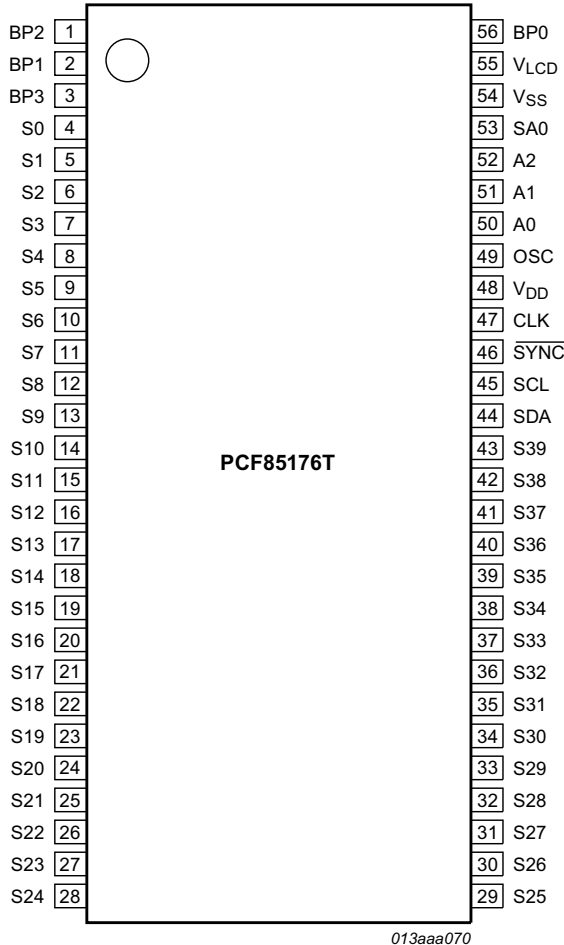 BP2 1 56 BP0
BP1 2 55 VLCD
BP3 3 54 VSS
S0 4 53 SA0
S1 5 52 A2
S2 6 51 A1
S3 7 50 A0
S4 8 49 OSC
S5 9 48 VDD
S6 10 47 CLK
S7 11 46 SYNC
S8 12 45 SCL
S9 13 44 SDA
S10 14 43 S39
PCF85176T
S11 15 42 S38
S12 16 41 S37
S13 17 40 S36
S14 18 39 S35
S15 19 38 S34
S16 20 37 S33
S17 21 36 S32
S18 22 35 S31
S19 23 34 S30
S20 24 33 S29
S21 25 32 S28
S22 26 31 S27
S23 27 30 S26
S24 28 29 S25
013aaa070